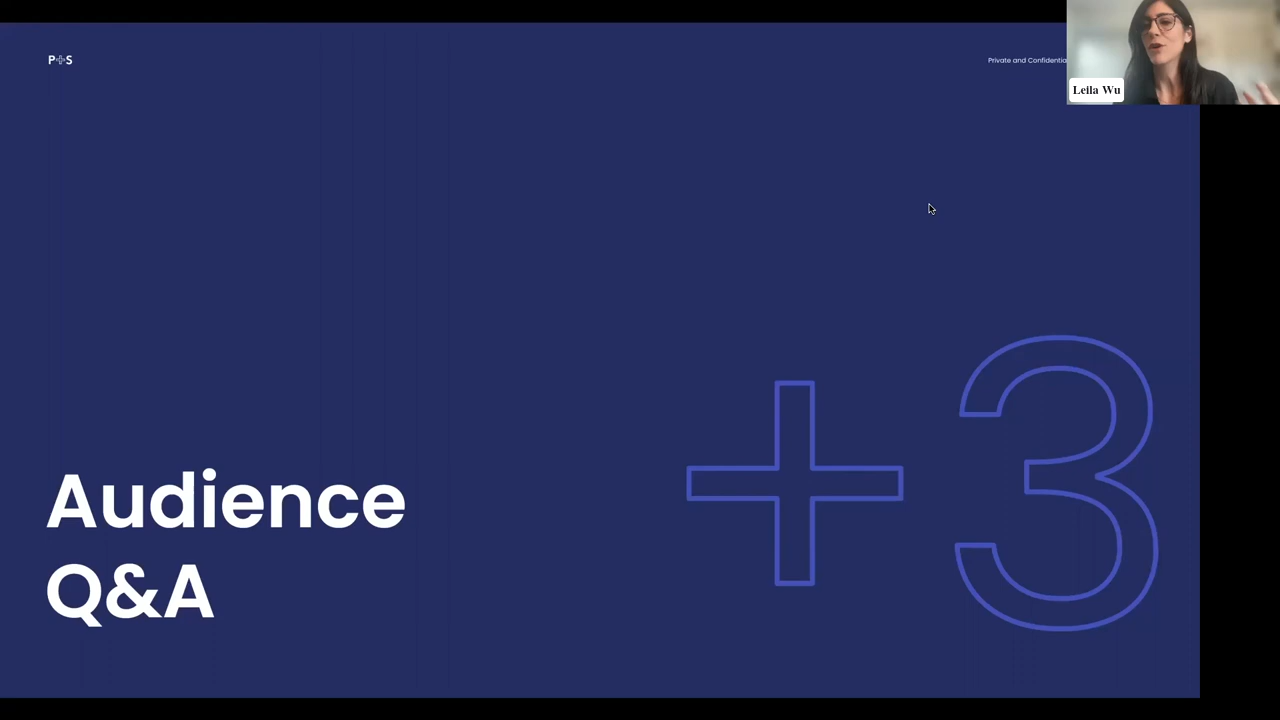 P+S
Private and Confidentia
Leila Wu
+3
Audience
Q&A